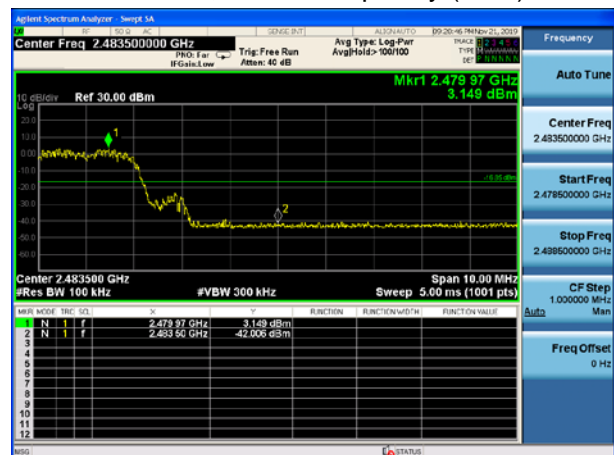 Agilent Spectrum Analyzer - Swept SA
RF 50 Ω AC SENSE:INT ALIGNAUTO 09:20:46 PM Nov 21, 2019
Center Freq 2.483500000 GHz
PNO: Far
IFGain:Low
Trig: Free Run
Atten: 40 dB
Avg Type: Log-Pwr
Avg|Hold:> 100/100
TRACE 1 2 3 4 5 6
TYPE
DET P N N N N N
Mkr1 2.479 97 GHz
3.149 dBm
10 dB/div Ref 30.00 dBm
Log
20.0
10.0
0.00
-10.0
-20.0
-30.0
-40.0
-50.0
-60.0
1
2
Center 2.483500 GHz Span 10.00 MHz
#Res BW 100 kHz #VBW 300 kHz Sweep 5.00 ms (1001 pts)
MKR MODE TRC SCL X Y FUNCTION FUNCTION WIDTH FUNCTION VALUE
1 N 1 f 2.479 97 GHz 3.149 dBm
2 N 1 f 2.483 50 GHz -42.006 dBm
3
4
5
6
7
8
9
10
11
12
MSG STATUS
Frequency
Auto Tune
Center Freq
2.483500000 GHz
Start Freq
2.478500000 GHz
Stop Freq
2.488500000 GHz
CF Step
1.000000 MHz
Auto Man
Freq Offset
0 Hz